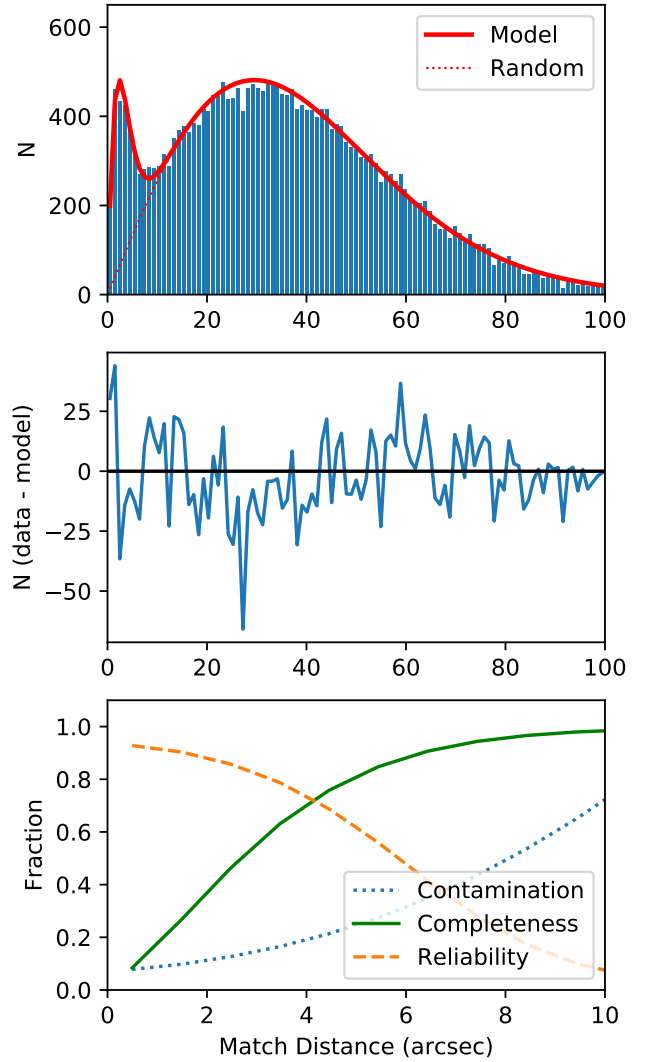 600
400
200
0
N
Model
Random
0 20 40 60 80 100
25
0
−25
−50
N (data - model)
0 20 40 60 80 100
1.0
0.8
0.6
0.4
0.2
0.0
Fraction
Contamination
Completeness
Reliability
0 2 4 6 8 10
Match Distance (arcsec)